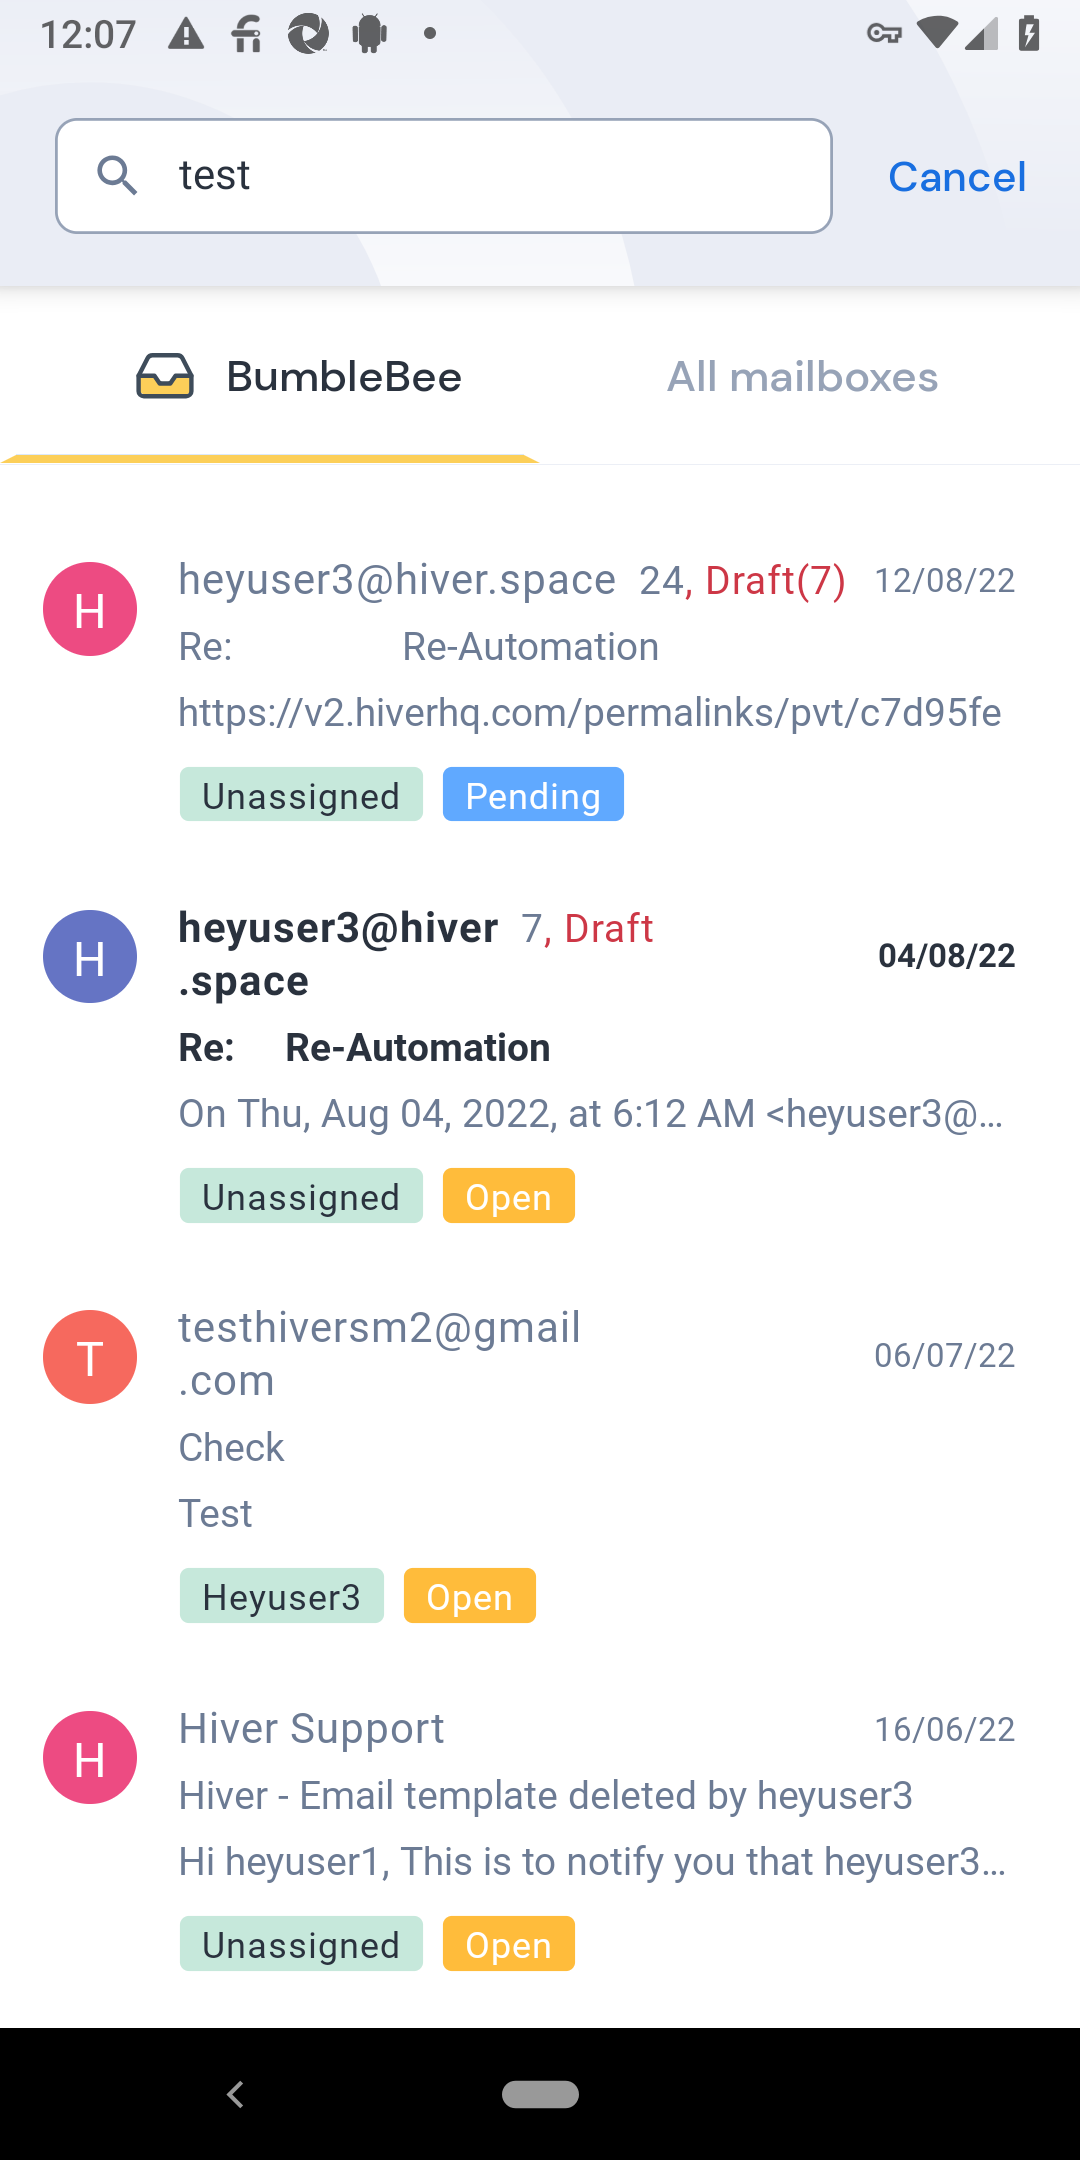 12:07
test
Cancel
BumbleBee
All mailboxes
H
heyuser3@hiver.space 24, Draft(7) 12/08/22
Re: Re-Automation
https://v2.hiverhq.com/permalinks/pvt/c7d95fe
Unassigned Pending
H
heyuser3@hiver 7, Draft
.space
04/08/22
Re: Re-Automation
On Thu, Aug 04, 2022, at 6:12 AM <heyuser3@...
Unassigned Open
T
testhiversm2@gmail
.com
06/07/22
Check
Test
Heyuser3 Open
H
Hiver Support 16/06/22
Hiver - Email template deleted by heyuser3
Hi heyuser1, This is to notify you that heyuser3...
Unassigned Open